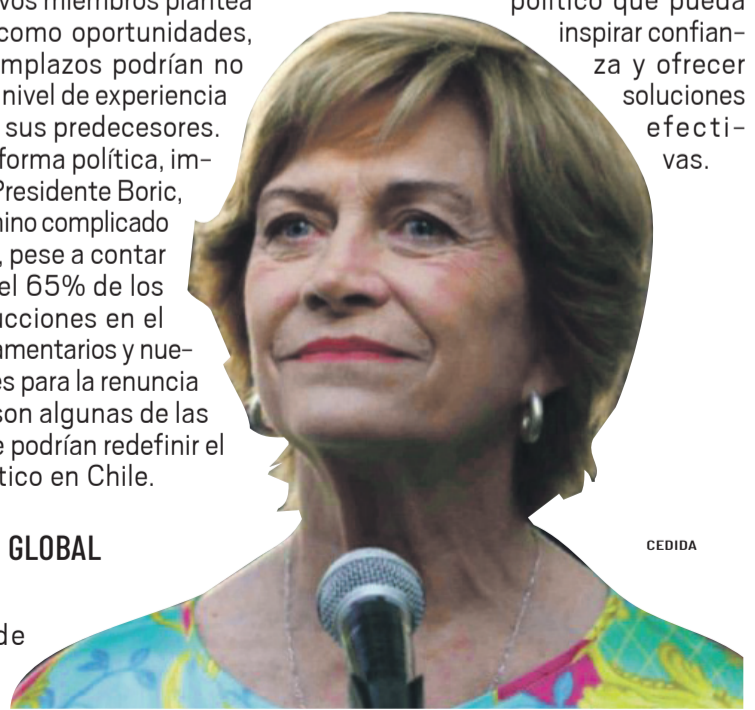 vos miembros plantea
como oportunidades,
mplazos podrían no
nivel de experiencia
sus predecesores.
forma política, im-
Presidente Boric,
mino complicado
, pese a contar
el 65% de los
ucciones en el
amentarios y nue-
es para la renuncia
son algunas de las
e podrían redefinir el
tico en Chile.
GLOBAL
de
político que pueda
inspirar confian-
za y ofrecer
soluciones
efecti-
vas.
CEDIDA